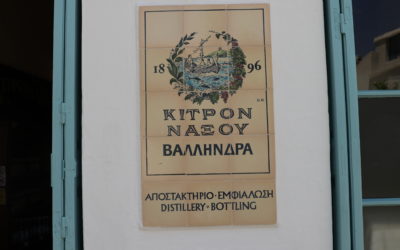 18 96
ΚΙΤΡΟΝ
ΝΑΞΟΥ
ΒΑΛΛΗΝΔΡΑ
ΑΠΟΣΤΑΚΤΗΡΙΟ·ΕΜΦΙΑΛΩΣΗ
DISTILLERY·BOTTLING